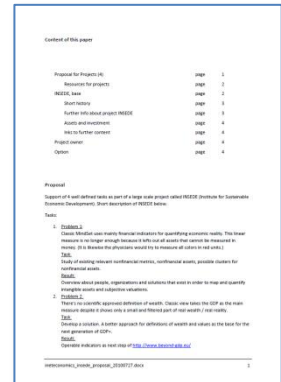 Content of this paper
Proposal for Projects (4) page 1
Resources for projects page 2
INSEDE, base page 2
Short history page 3
Further info about project INSEDE page 3
Assets and investment page 4
links to further content page 4
Project owner page 4
Option page 4
Proposal
Support of 4 well defined tasks as part of a large scale project called INSEDE (Institute for Sustainable
Economic Development). Short description of INSEDE below.
Tasks:
1. Problem 1:
Classic MindSet uses mainly financial indicators for quantifying economic reality. This linear
measure is no longer enough because it lefts out all assets that cannot be measured in
money. (It is likewise the physicians would try to measure all colors in red units.)
Task:
Study of existing relevant nonfinancial metrics, nonfinancial assets, possible clusters for
nonfinancial assets.
Result:
Overview about people, organizations and solutions that exist in order to map and quantify
intangible assets and subjective valuations.
2. Problem 2:
There's no scientific approved definition of wealth. Classic view takes the GDP as the main
measure despite it shows only a small and filtered part of real wealth / real reality.
Task:
Develop a solution. A better approach for definitions of wealth and values as the base for the
next generation of GDP+.
Result:
Operable indicators as next step of http://www.beyond-gdp.eu/
1